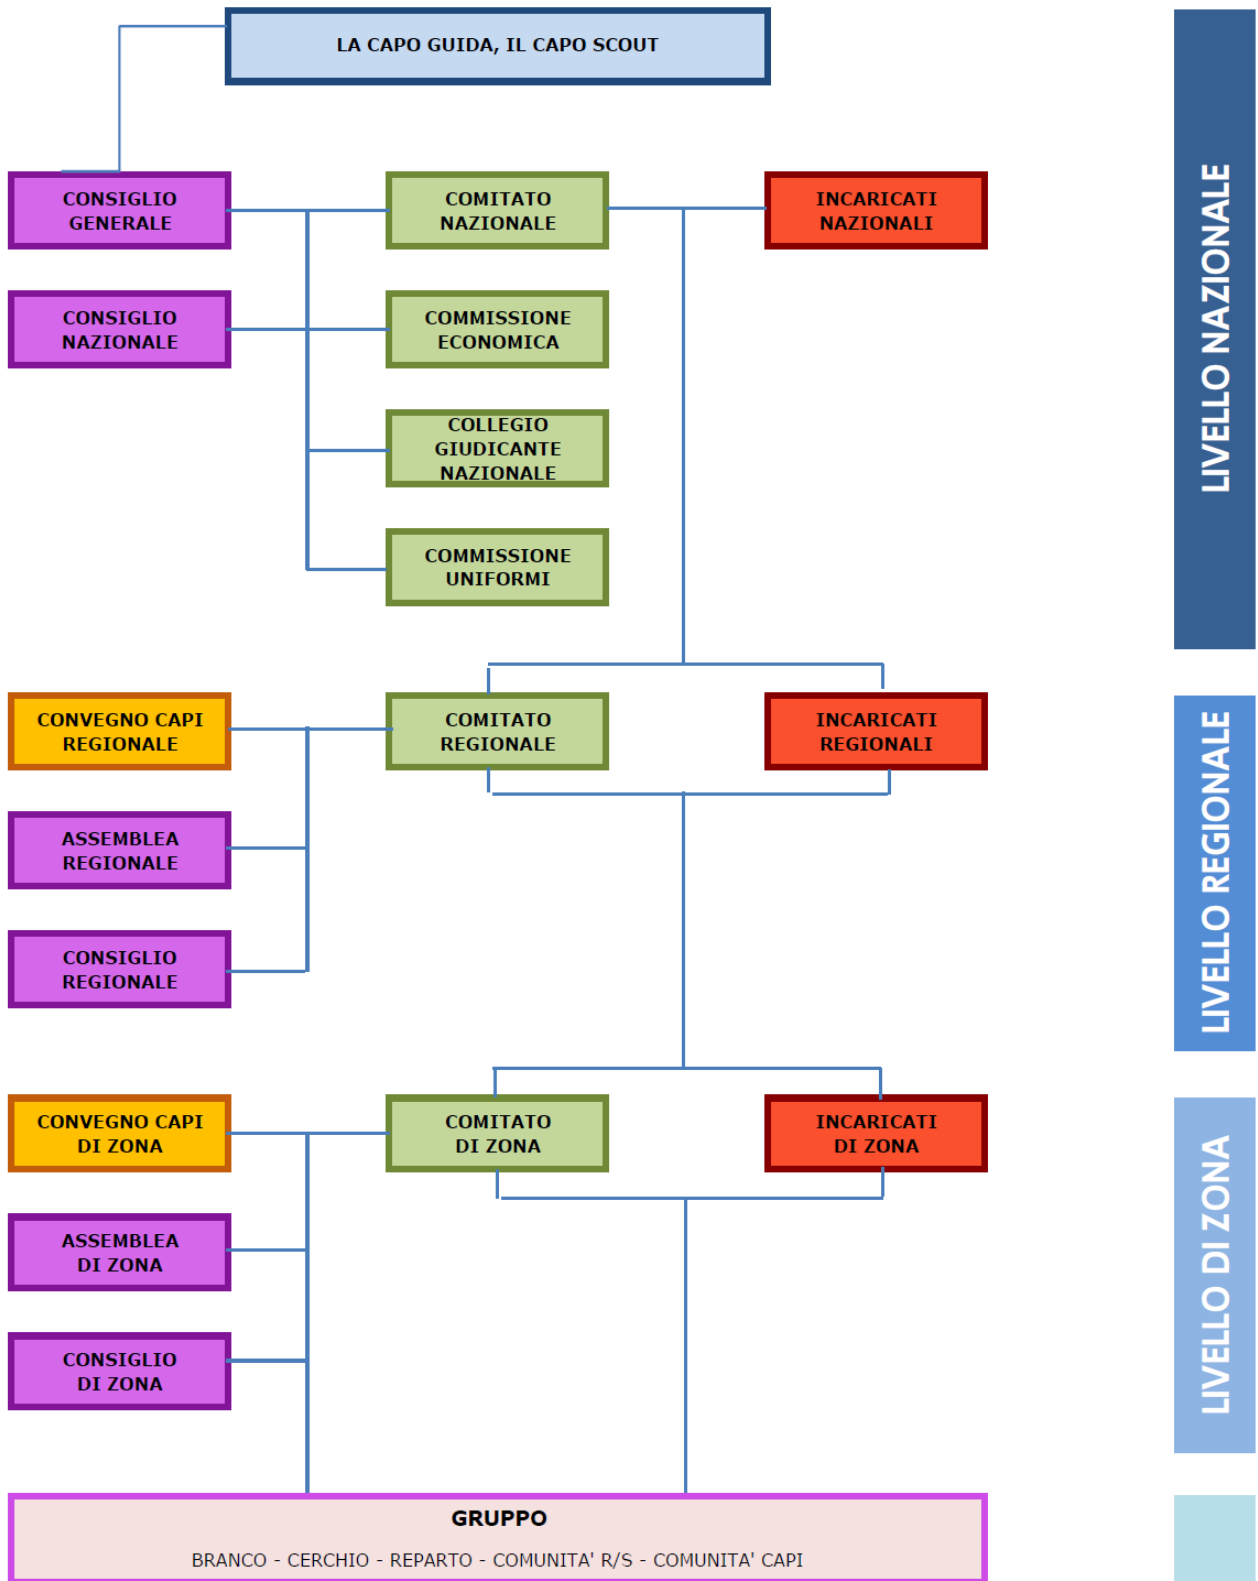 LA CAPO GUIDA, IL CAPO SCOUT
CONSIGLIO
GENERALE
COMITATO
NAZIONALE
INCARICATI
NAZIONALI
CONSIGLIO
NAZIONALE
COMMISSIONE
ECONOMICA
COLLEGIO
GIUDICANTE
NAZIONALE
COMMISSIONE
UNIFORMI
LIVELLO NAZIONALE
CONVEGNO CAPI
REGIONALE
COMITATO
REGIONALE
INCARICATI
REGIONALI
ASSEMBLEA
REGIONALE
CONSIGLIO
REGIONALE
LIVELLO REGIONALE
CONVEGNO CAPI
DI ZONA
COMITATO
DI ZONA
INCARICATI
DI ZONA
ASSEMBLEA
DI ZONA
CONSIGLIO
DI ZONA
LIVELLO DI ZONA
GRUPPO
BRANCO - CERCHIO - REPARTO - COMUNITA' R/S - COMUNITA' CAPI